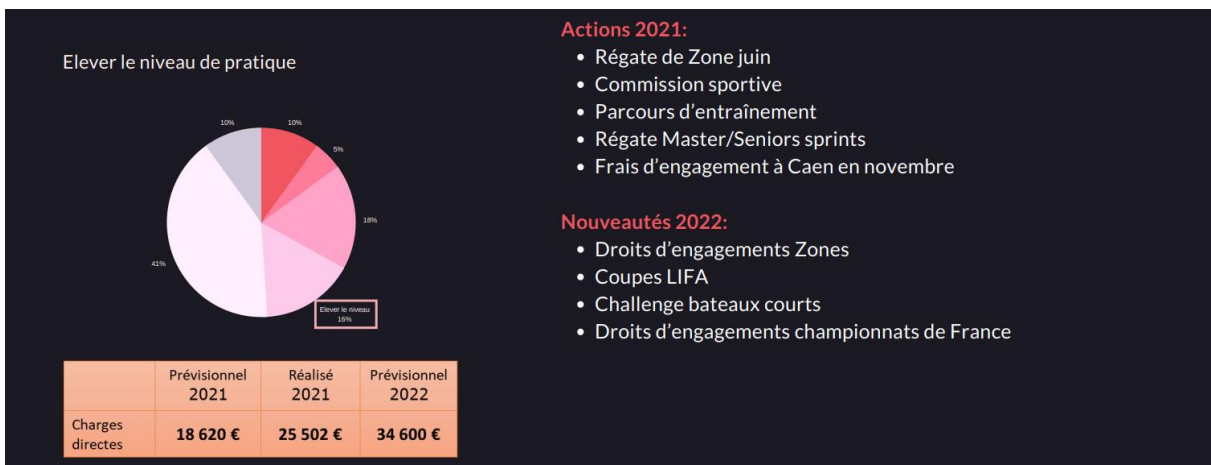 Elever le niveau de pratique
10%
10%
5%
18%
41%
Elever le niveau
16%
Prévisionnel 2021
Réalisé 2021
Prévisionnel 2022
Charges directes
18 620 €
25 502 €
34 600 €
Actions 2021:
• Régate de Zone juin
• Commission sportive
• Parcours d'entraînement
• Régate Master/Seniors sprints
• Frais d'engagement à Caen en novembre
Nouveautés 2022:
• Droits d'engagements Zones
• Coupes LIFA
• Challenge bateaux courts
• Droits d'engagements championnats de France